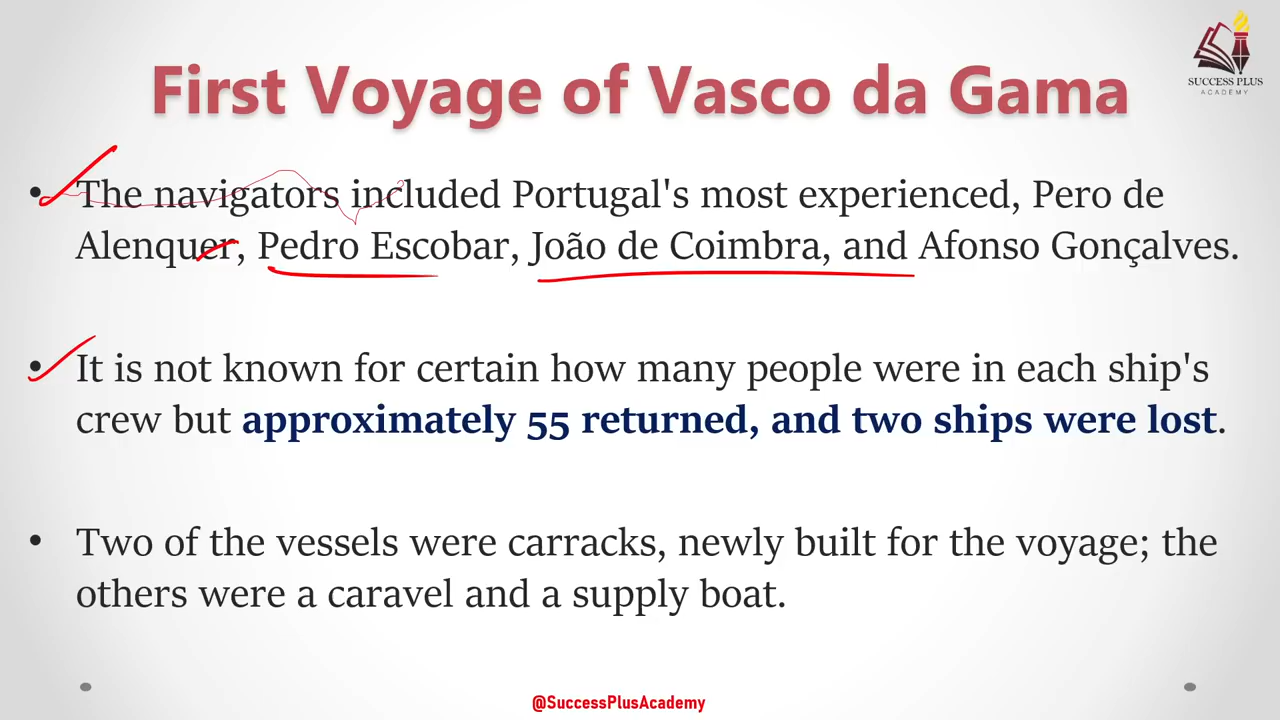 SUCCESS PLUS
ACADEMY
First Voyage of Vasco da Gama
• The navigators included Portugal's most experienced, Pero de
Alenquer, Pedro Escobar, João de Coimbra, and Afonso Gonçalves.
• It is not known for certain how many people were in each ship's
crew but approximately 55 returned, and two ships were lost.
• Two of the vessels were carracks, newly built for the voyage; the
others were a caravel and a supply boat.
@SuccessPlusAcademy